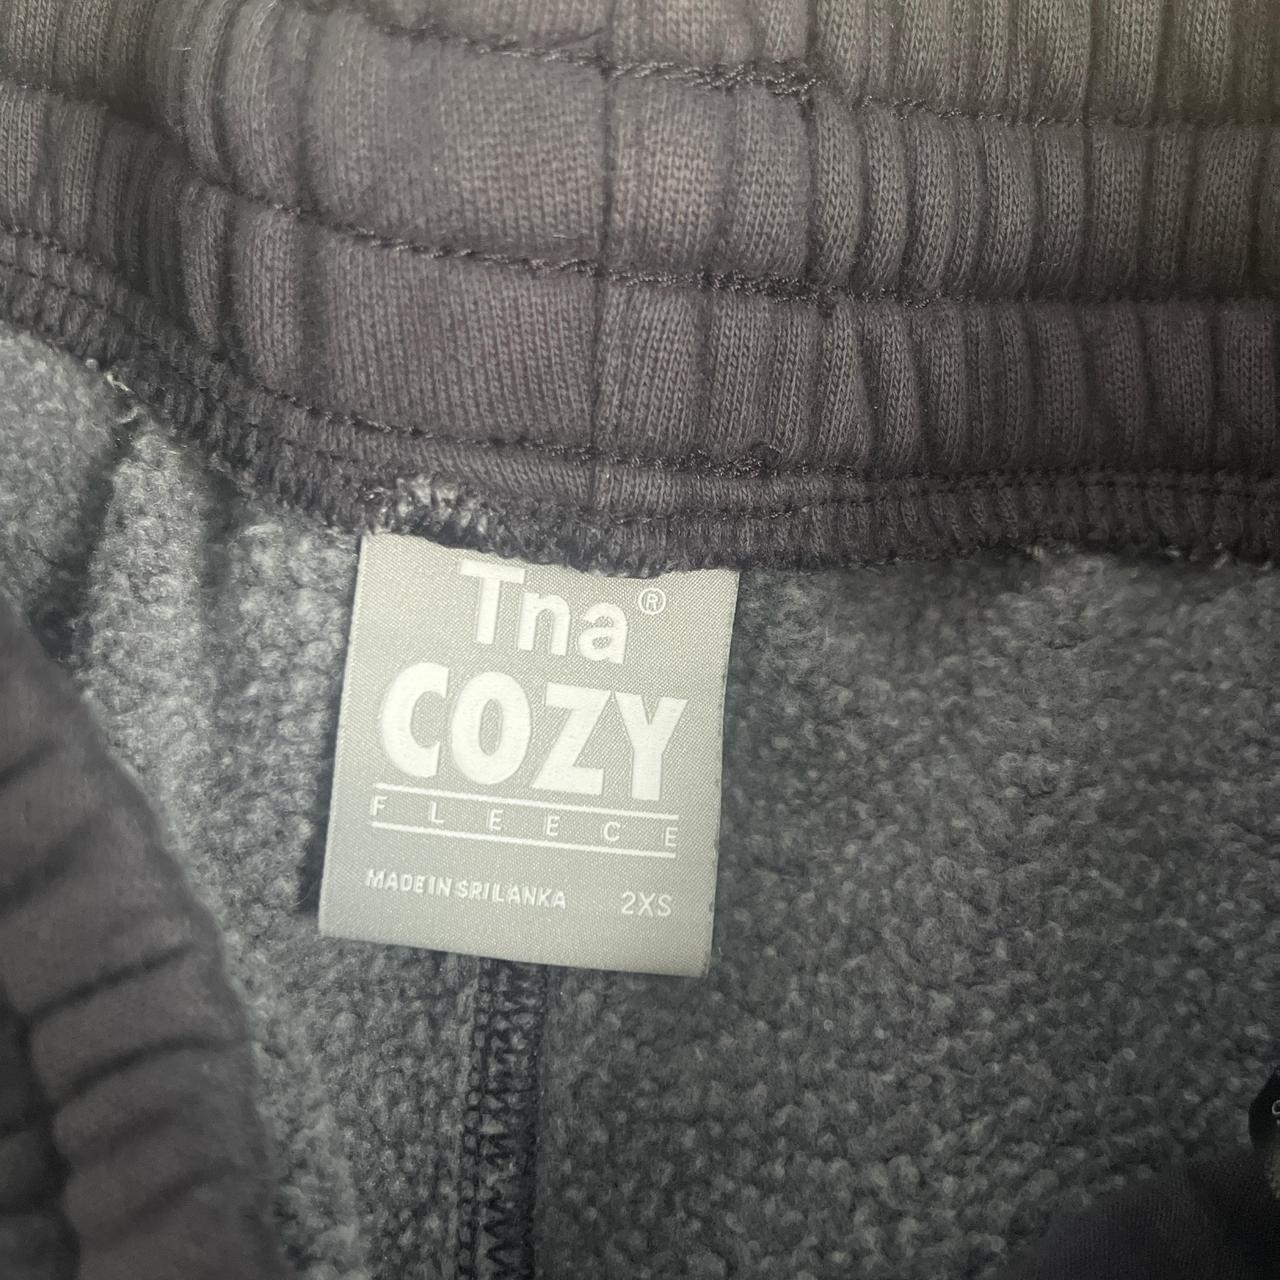 Tna®
COZY
FLEECE
MADE IN SRI LANKA 2XS